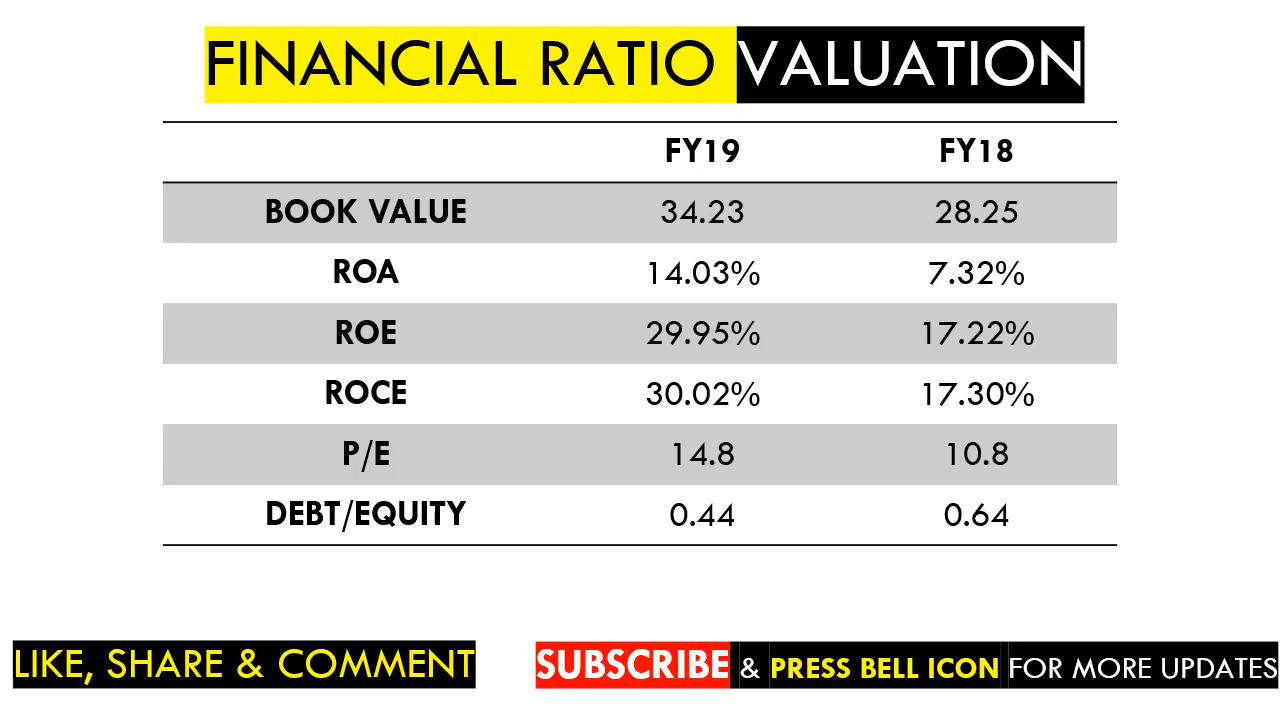 FINANCIAL RATIO VALUATION
FY19 FY18
BOOK VALUE 34.23 28.25
ROA 14.03% 7.32%
ROE 29.95% 17.22%
ROCE 30.02% 17.30%
P/E 14.8 10.8
DEBT/EQUITY 0.44 0.64
LIKE, SHARE & COMMENT SUBSCRIBE & PRESS BELL ICON FOR MORE UPDATES